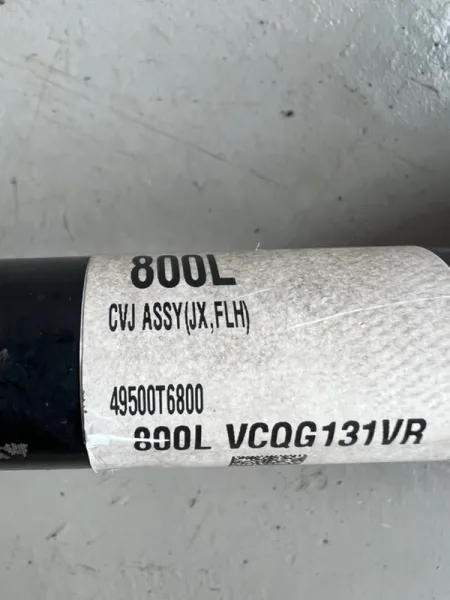 800L
CVJ ASSY(JX,FLH)
49500T6800
800L VCQG131VR